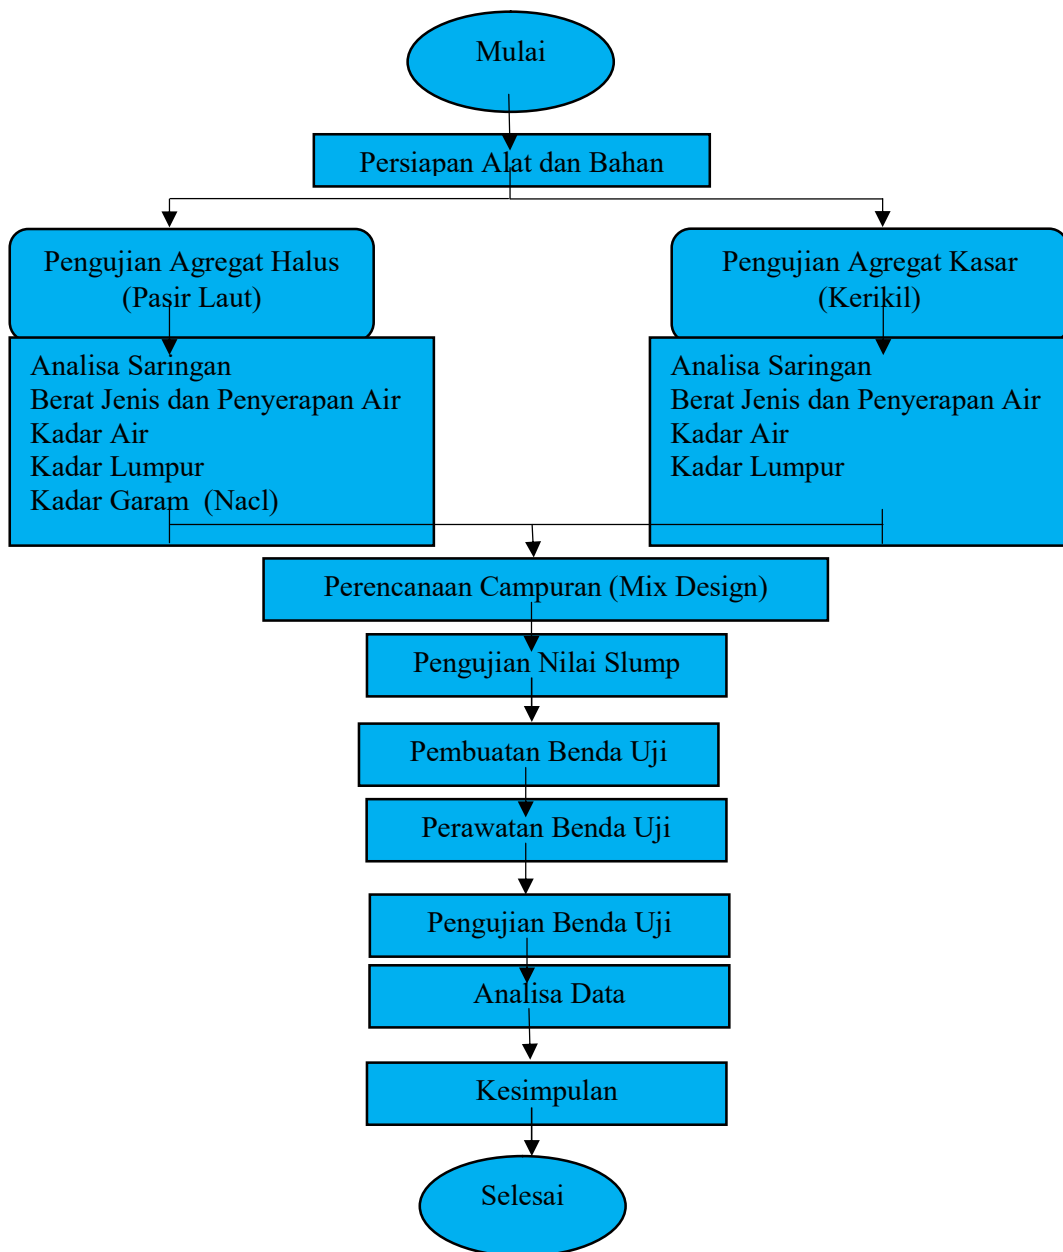 Mulai
Persiapan Alat dan Bahan
Pengujian Agregat Halus
(Pasir Laut)
Pengujian Agregat Kasar
(Kerikil)
Analisa Saringan
Berat Jenis dan Penyerapan Air
Kadar Air
Kadar Lumpur
Kadar Garam  (Nacl)
Analisa Saringan
Berat Jenis dan Penyerapan Air
Kadar Air
Kadar Lumpur
Perencanaan Campuran (Mix Design)
Pengujian Nilai Slump
Pembuatan Benda Uji
Perawatan Benda Uji
Pengujian Benda Uji
Analisa Data
Kesimpulan
Selesai